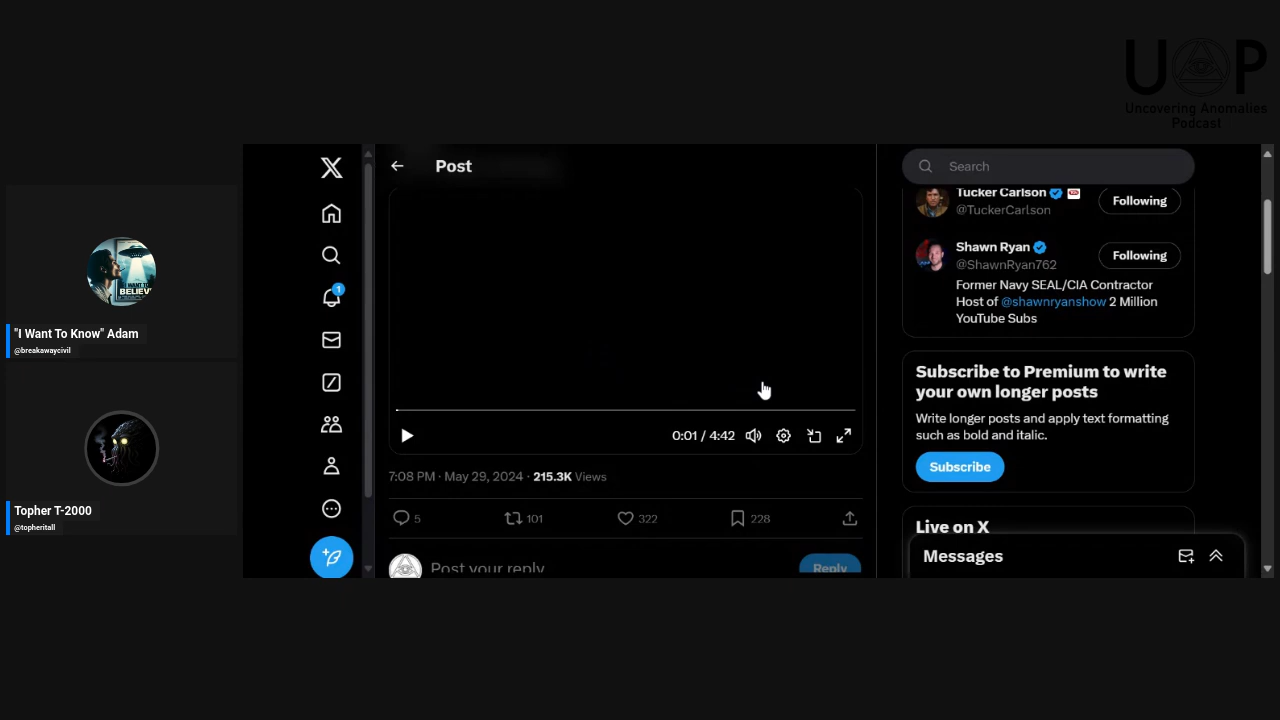 UAP
Uncovering Anomalies
Podcast
"I Want To Know" Adam
@breakawaycivil
Topher T-2000
@topheritall
Post
0:01 / 4:42
7:08 PM · May 29, 2024 · 215.3K Views
5
101
322
228
Post your reply
Reply
Search
Tucker Carlson
@TuckerCarlson
Following
Shawn Ryan
@ShawnRyan762
Following
Former Navy SEAL/CIA Contractor
Host of @shawnryanshow 2 Million
YouTube Subs
Subscribe to Premium to write
your own longer posts
Write longer posts and apply text formatting
such as bold and italic.
Subscribe
Live on X
Messages
1